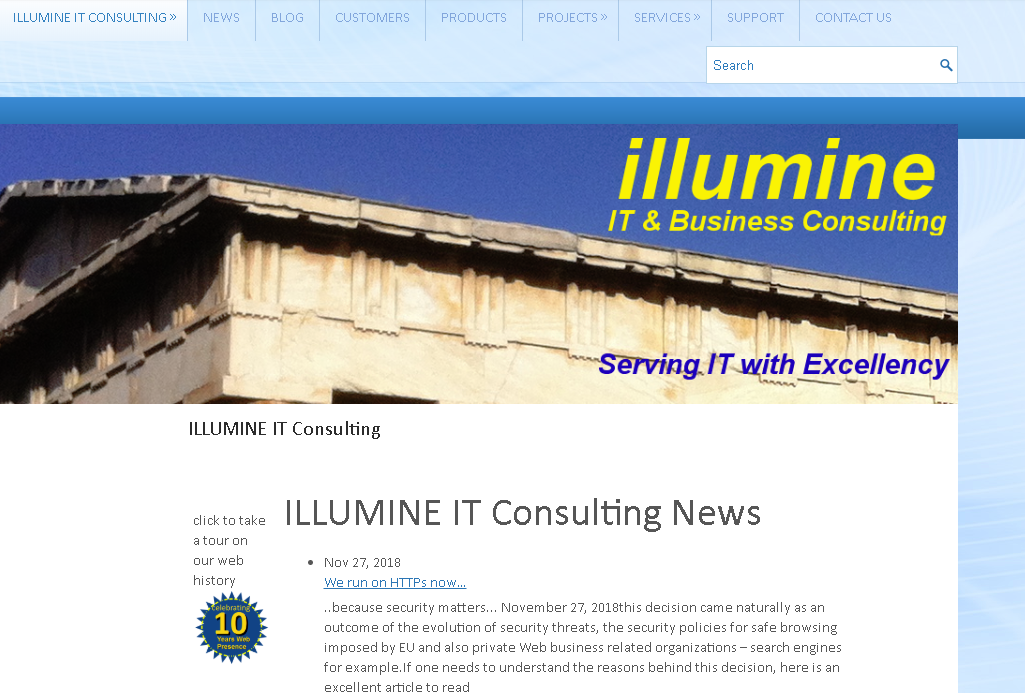 ILLUMINE IT CONSULTING »
NEWS
BLOG
CUSTOMERS
PRODUCTS
PROJECTS »
SERVICES »
SUPPORT
CONTACT US
Search
illumine
IT & Business Consulting
Serving IT with Excellency
ILLUMINE IT Consulting
click to take
a tour on
our web
history
celebrating
10
Years Web
Presence
ILLUMINE IT Consulting News
• Nov 27, 2018
We run on HTTPs now...
..because security matters... November 27, 2018this decision came naturally as an
outcome of the evolution of security threats, the security policies for safe browsing
imposed by EU and also private Web business related organizations – search engines
for example.If one needs to understand the reasons behind this decision, here is an
excellent article to read